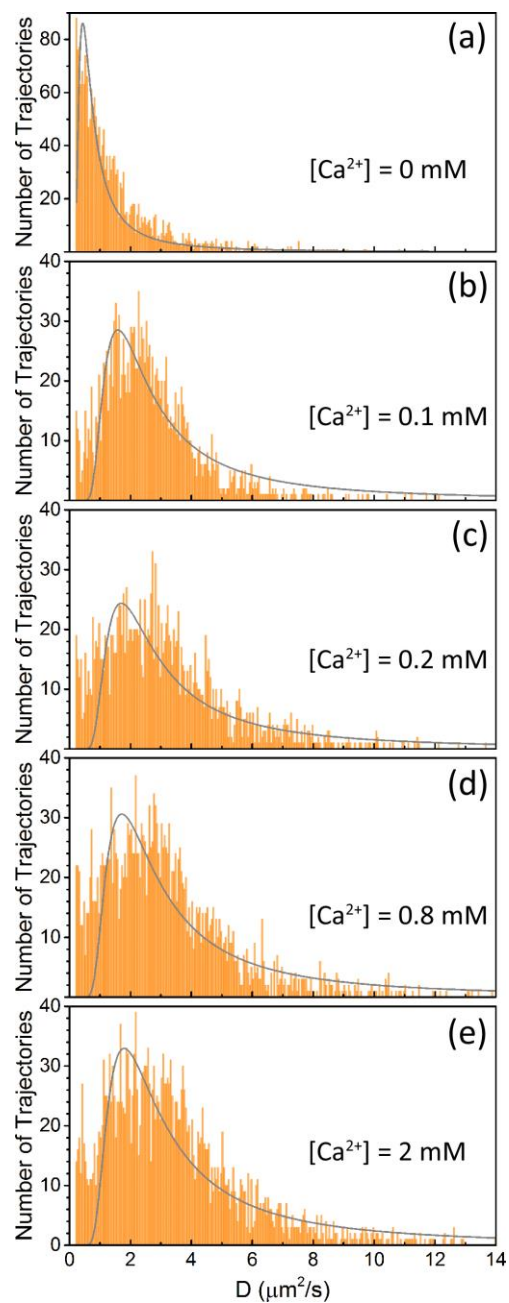 (a)
Number of Trajectories
80
60
40
20
[Ca²⁺] = 0 mM
(b)
Number of Trajectories
40
30
20
10
[Ca²⁺] = 0.1 mM
(c)
Number of Trajectories
40
30
20
10
[Ca²⁺] = 0.2 mM
(d)
Number of Trajectories
40
30
20
10
[Ca²⁺] = 0.8 mM
(e)
Number of Trajectories
40
30
20
10
0
[Ca²⁺] = 2 mM
0 2 4 6 8 10 12 14
D (μm²/s)